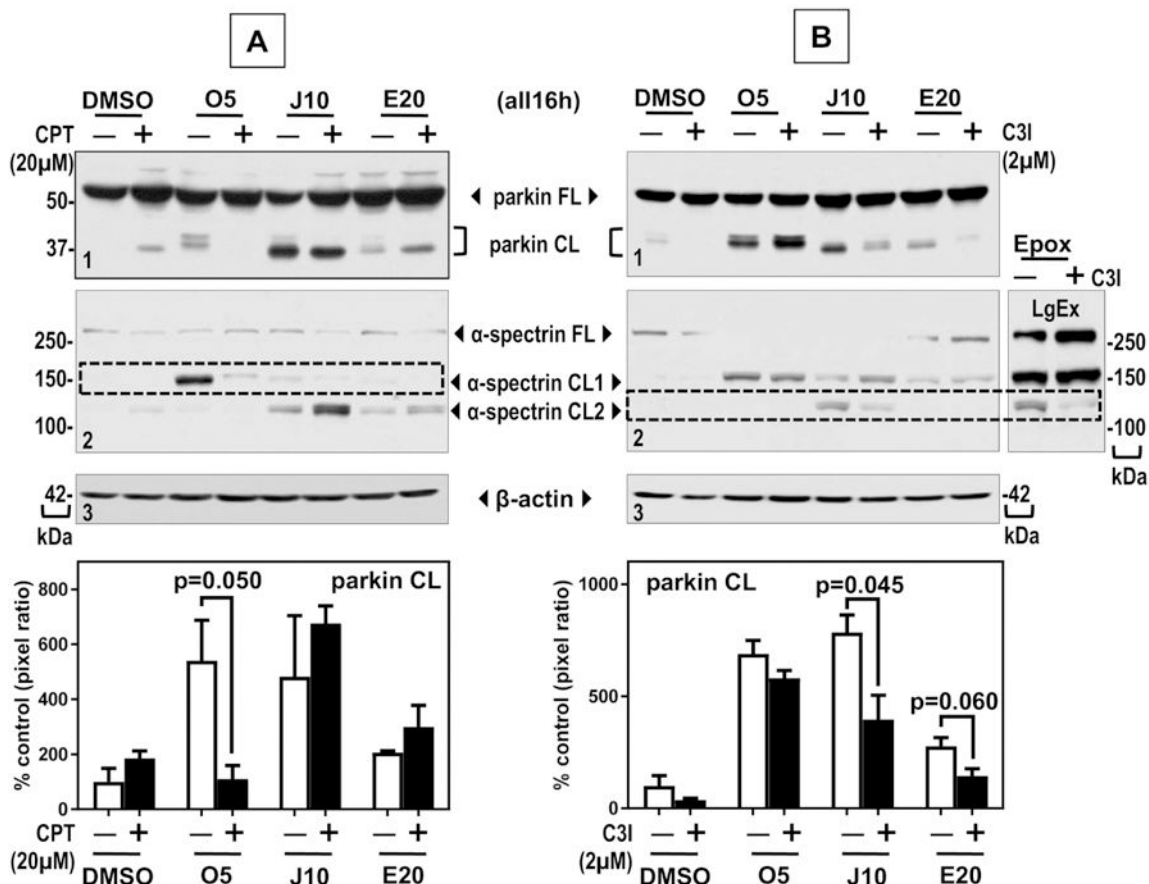 A
B
DMSO O5 J10 E20 (all16h) DMSO O5 J10 E20
CPT — + — + — + — + — + — + — + — + C3I
(20µM) (2µM)
50- ◄ parkin FL ►
37- parkin CL
1 1
Epox
— + C3I
LgEx
250- ◄ α-spectrin FL ► -250
150- ◄ α-spectrin CL1 ► -150
◄ α-spectrin CL2 ►
100- -100
2 2
kDa
42- ◄ β-actin ► -42
3 3
kDa kDa
% control (pixel ratio)
800
600
400
200
0
p=0.050
parkin CL
CPT — + — + — + — +
(20µM)
DMSO O5 J10 E20
% control (pixel ratio)
1000
500
0
parkin CL
p=0.045
p=0.060
C3I — + — + — + — +
(2µM)
DMSO O5 J10 E20